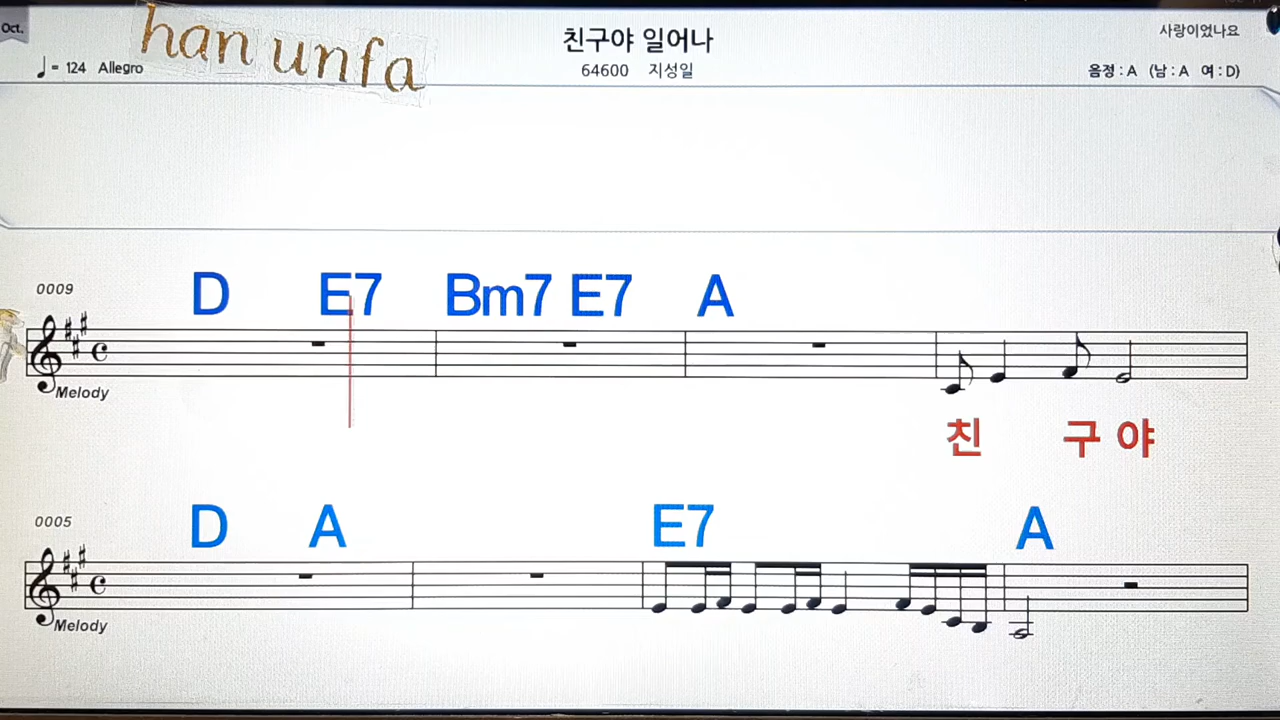 Oct.
han unfa
친구야 일어나
사랑이었나요
♩= 124 Allegro
64600 지성일
음정 : A (남 : A 여 : D)
0009
D E7 Bm7 E7 A
Melody
친 구 야
0005
D A E7 A
Melody